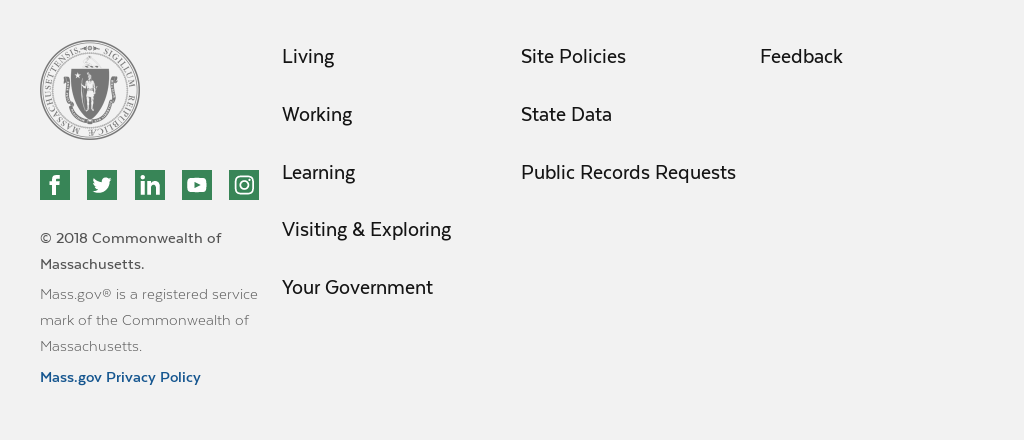 SIGILLUM REIPUBLICÆ MASSACHUSETTENSIS
© 2018 Commonwealth of
Massachusetts.
Mass.gov® is a registered service
mark of the Commonwealth of
Massachusetts.
Mass.gov Privacy Policy
Living
Working
Learning
Visiting & Exploring
Your Government
Site Policies
State Data
Public Records Requests
Feedback